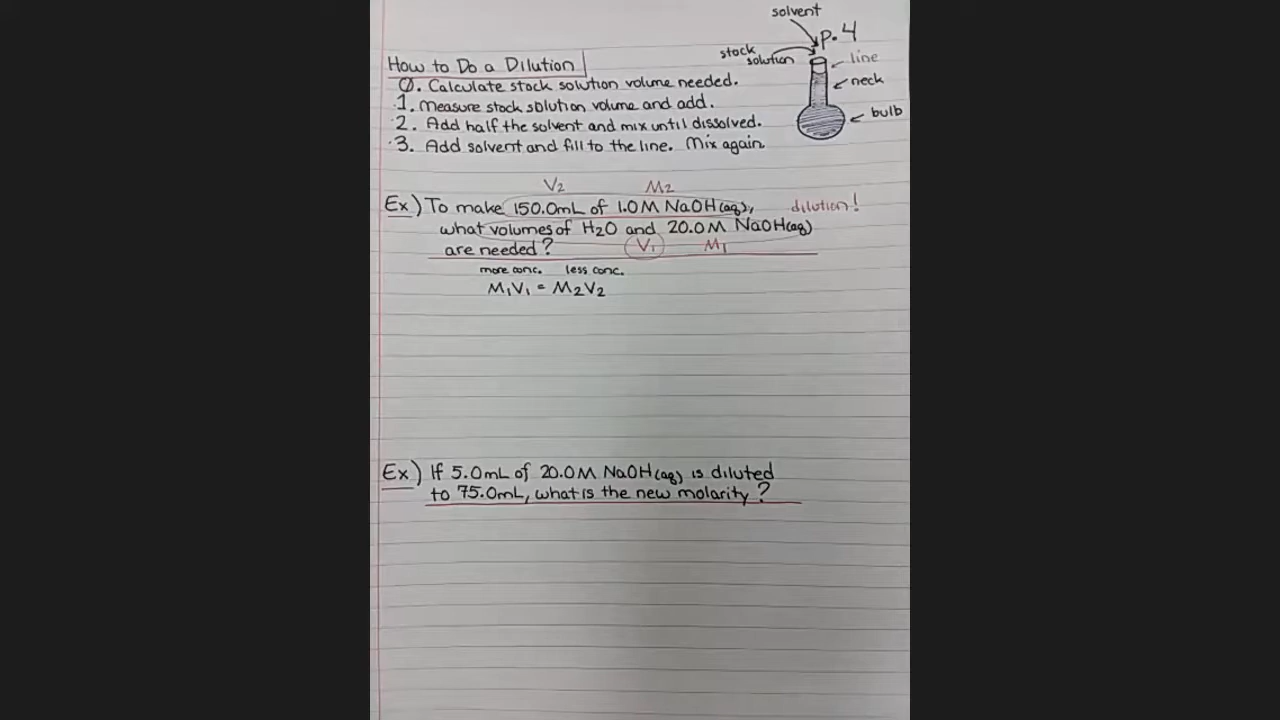 solvent
p.4
stock
solution
line
neck
bulb
How to Do a Dilution
0. Calculate stock solution volume needed.
1. Measure stock solution volume and add.
2. Add half the solvent and mix until dissolved.
3. Add solvent and fill to the line. Mix again.
V2 M2
Ex) To make 150.0mL of 1.0M NaOH(aq), dilution!
what volumes of H2O and 20.0M NaOH(aq)
are needed? V1 M1
more conc. less conc.
M1V1 = M2V2
Ex) If 5.0mL of 20.0M NaOH(aq) is diluted
to 75.0mL, what is the new molarity?